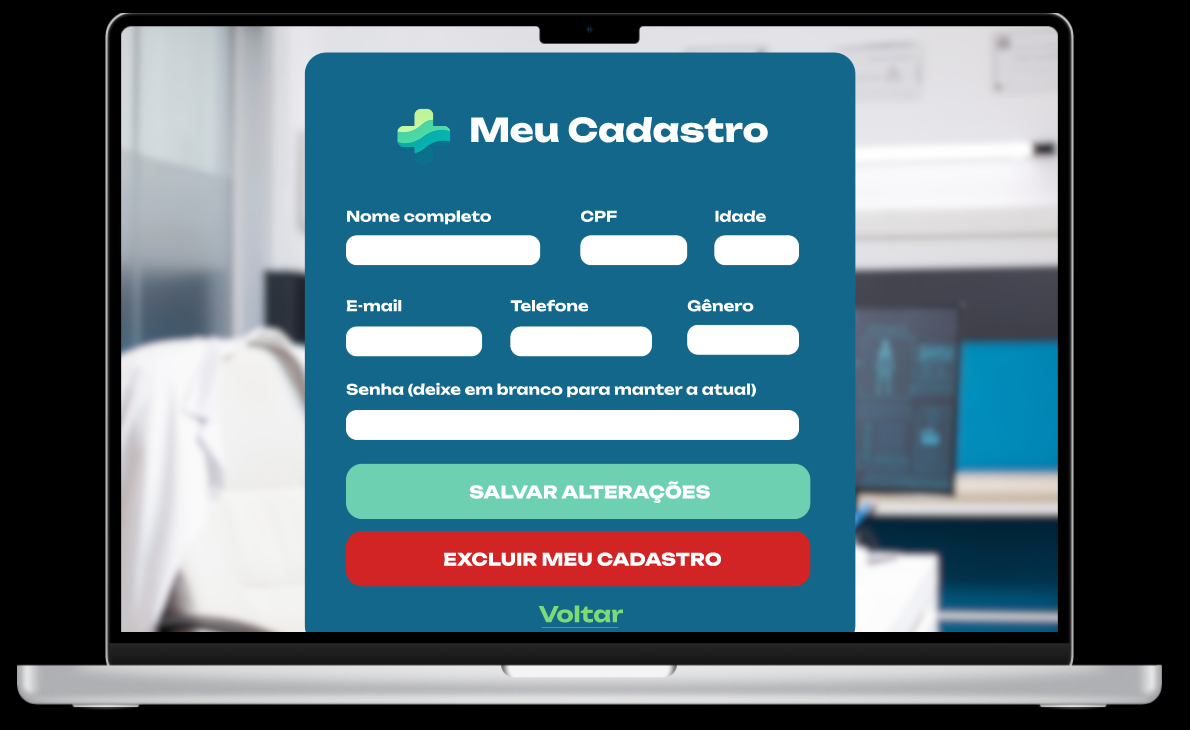 Meu Cadastro
Nome completo CPF Idade
E-mail Telefone Gênero
Senha (deixe em branco para manter a atual)
SALVAR ALTERAÇÕES
EXCLUIR MEU CADASTRO
Voltar